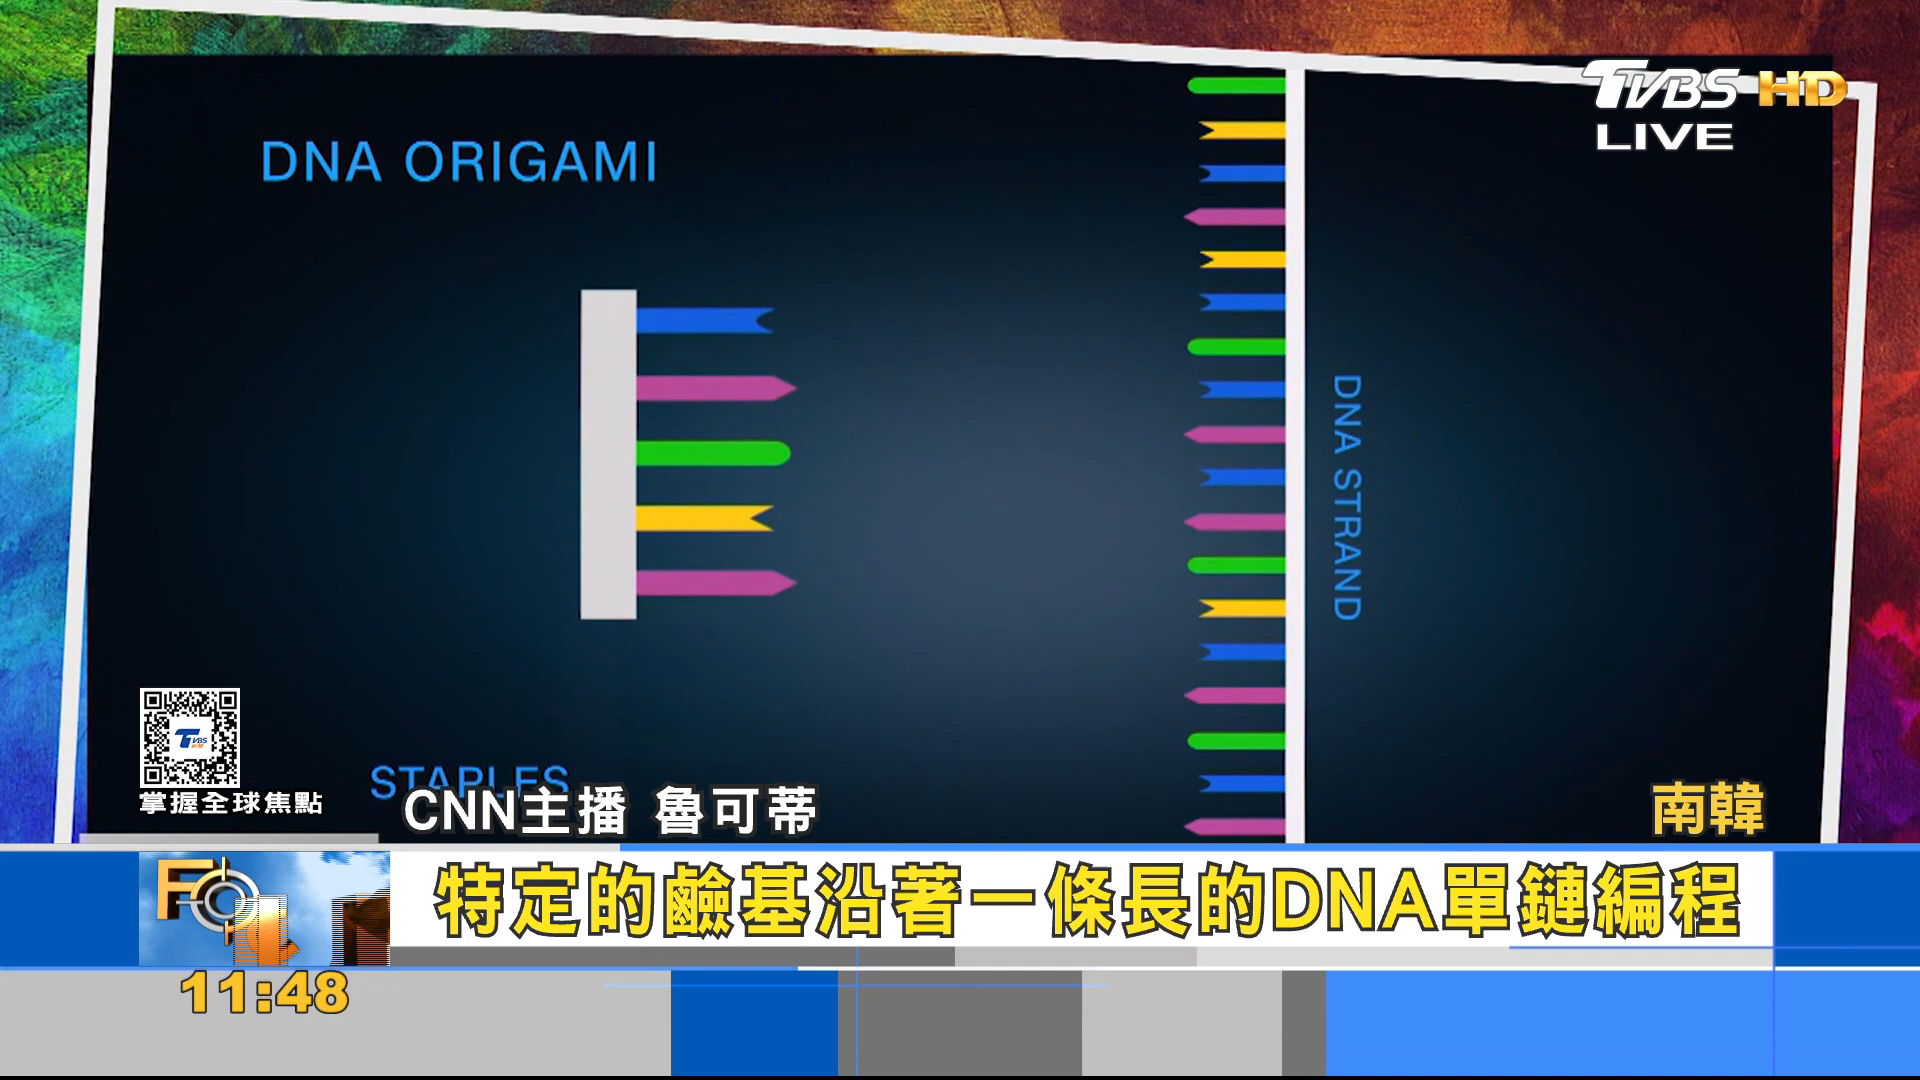 TVBS HD
LIVE
DNA ORIGAMI
DNA STRAND
TVBS
掌握全球焦點
STAPLES
CNN主播 魯可蒂
南韓
特定的鹼基沿著一條長的DNA單鏈編程
11:48